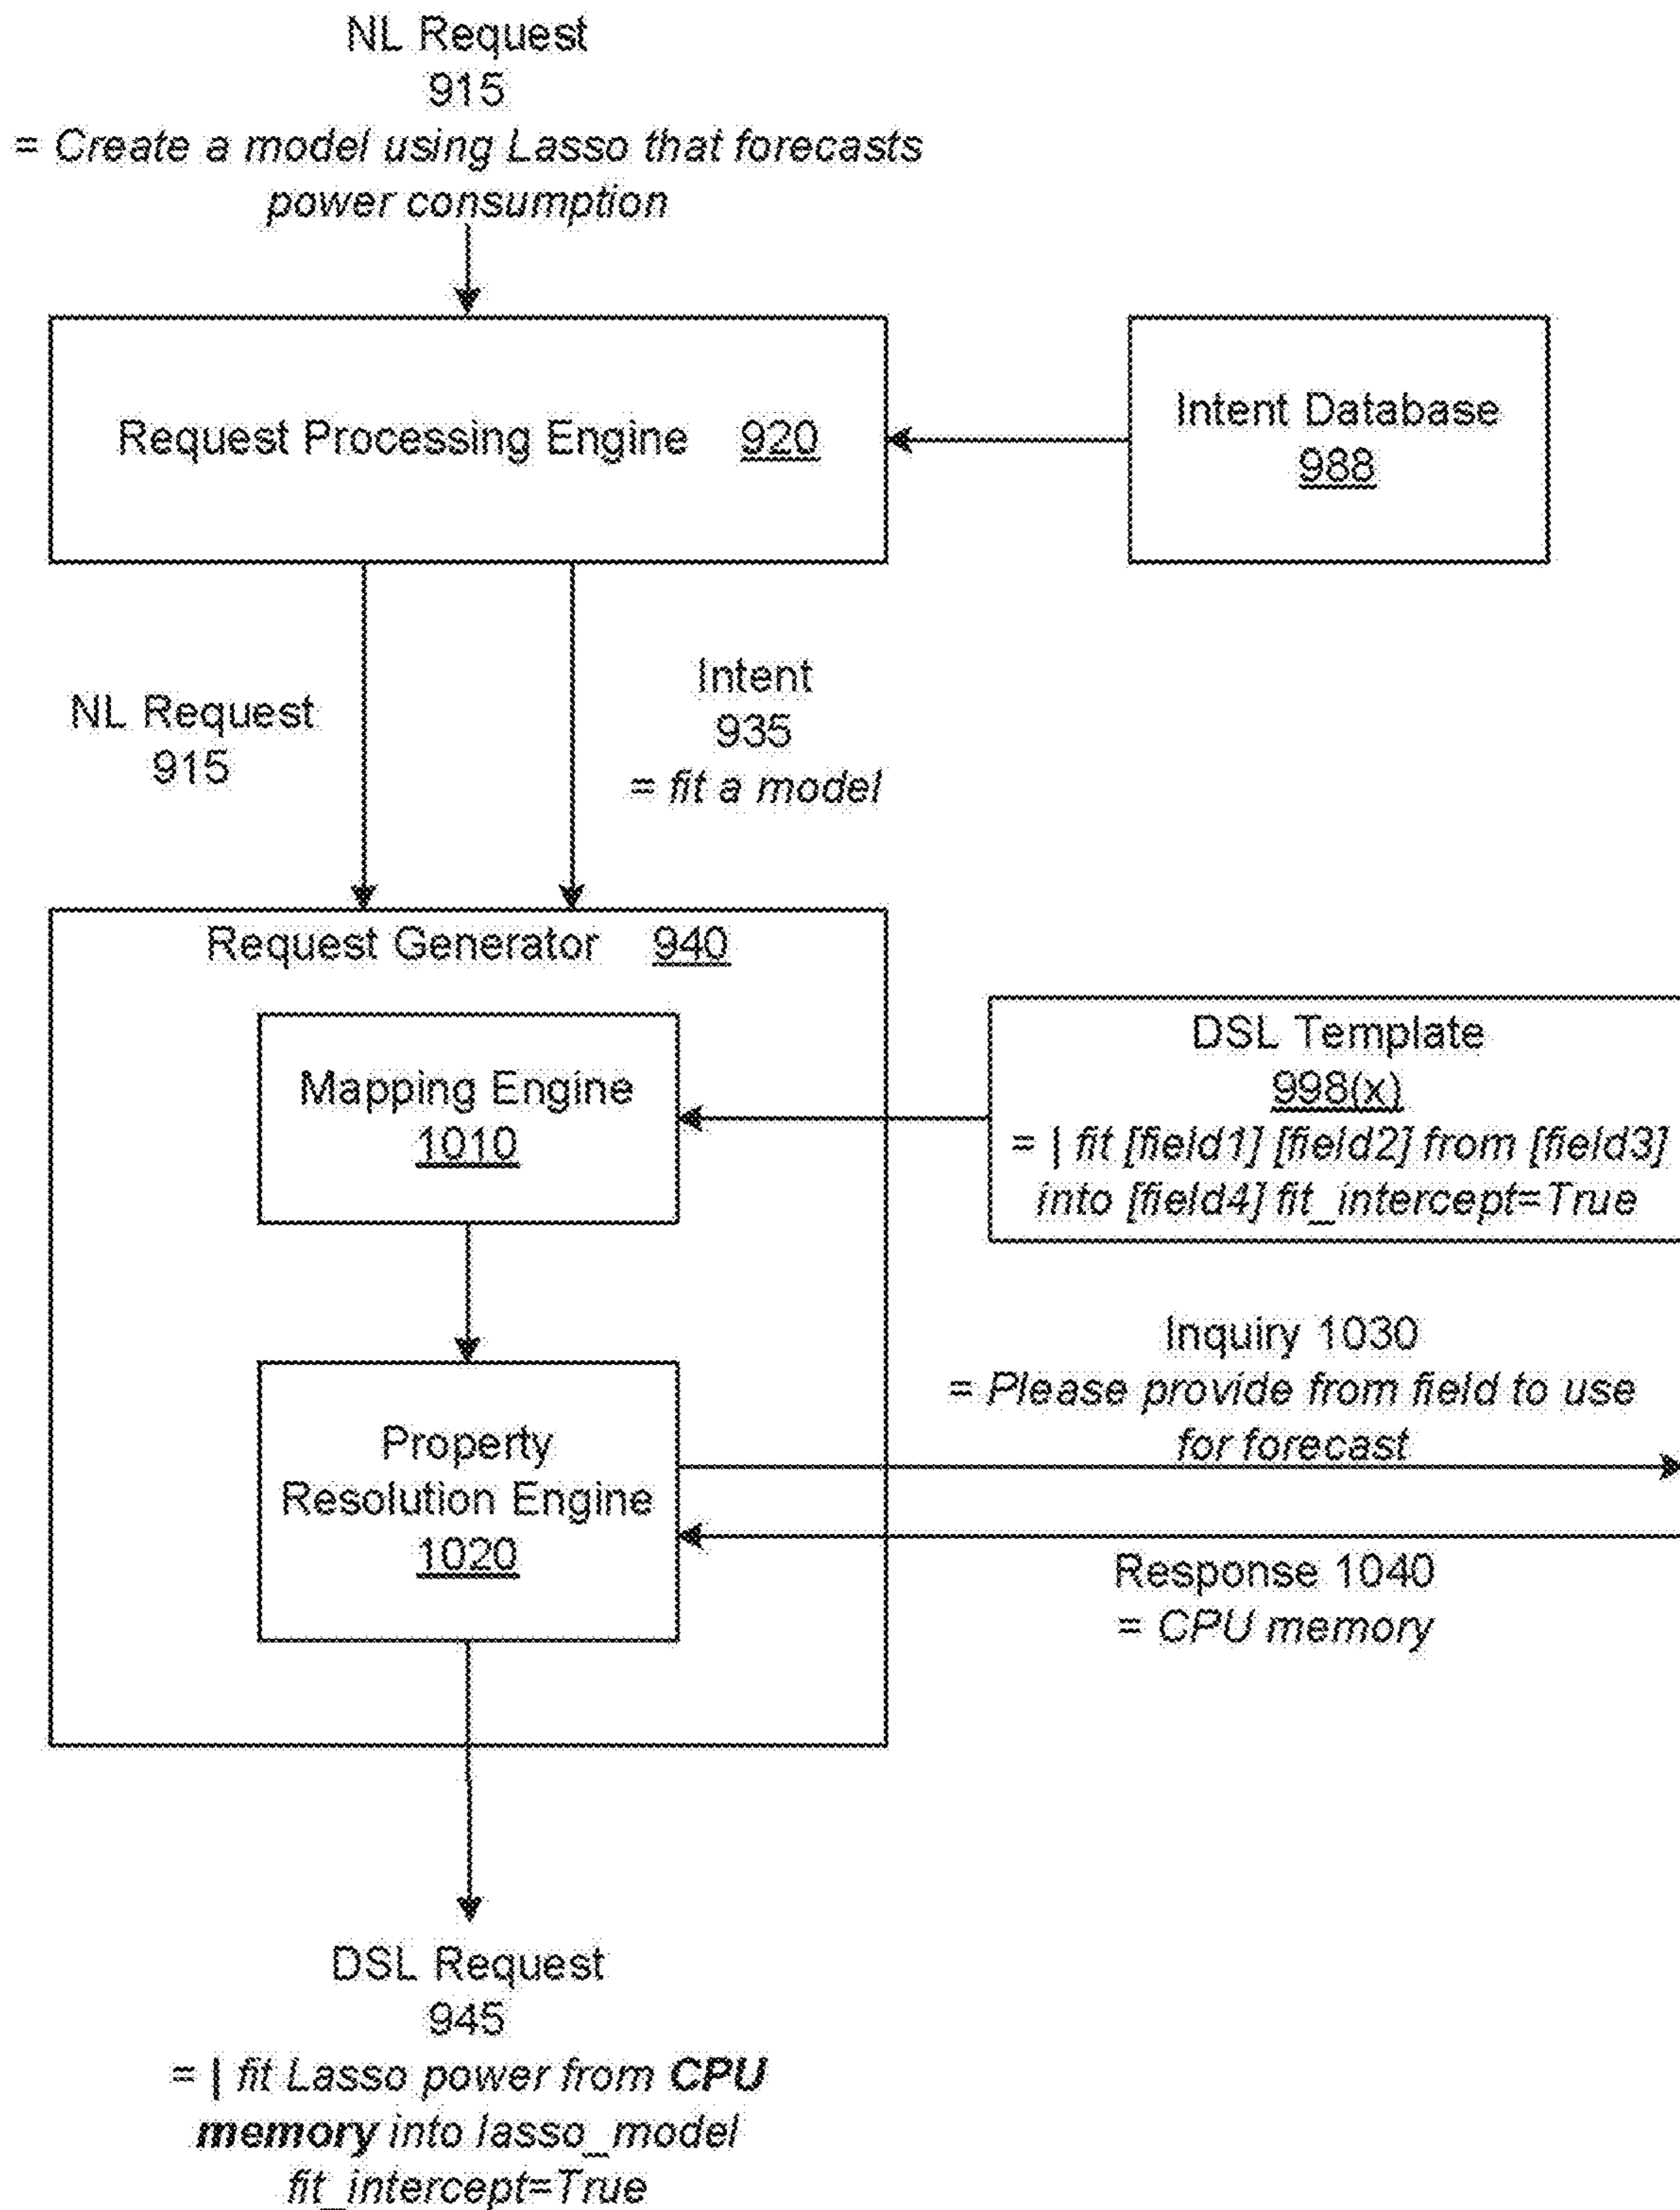 NL Request
915
= Create a model using Lasso that forecasts
power consumption
Request Processing Engine 920
Intent Database
988
NL Request
915
Intent
935
= fit a model
Request Generator 940
Mapping Engine
1010
DSL Template
998(x)
= | fit [field1] [field2] from [field3]
into [field4] fit_intercept=True
Inquiry 1030
= Please provide from field to use
for forecast
Property
Resolution Engine
1020
Response 1040
= CPU memory
DSL Request
945
= | fit Lasso power from CPU
memory into lasso_model
fit_intercept=True